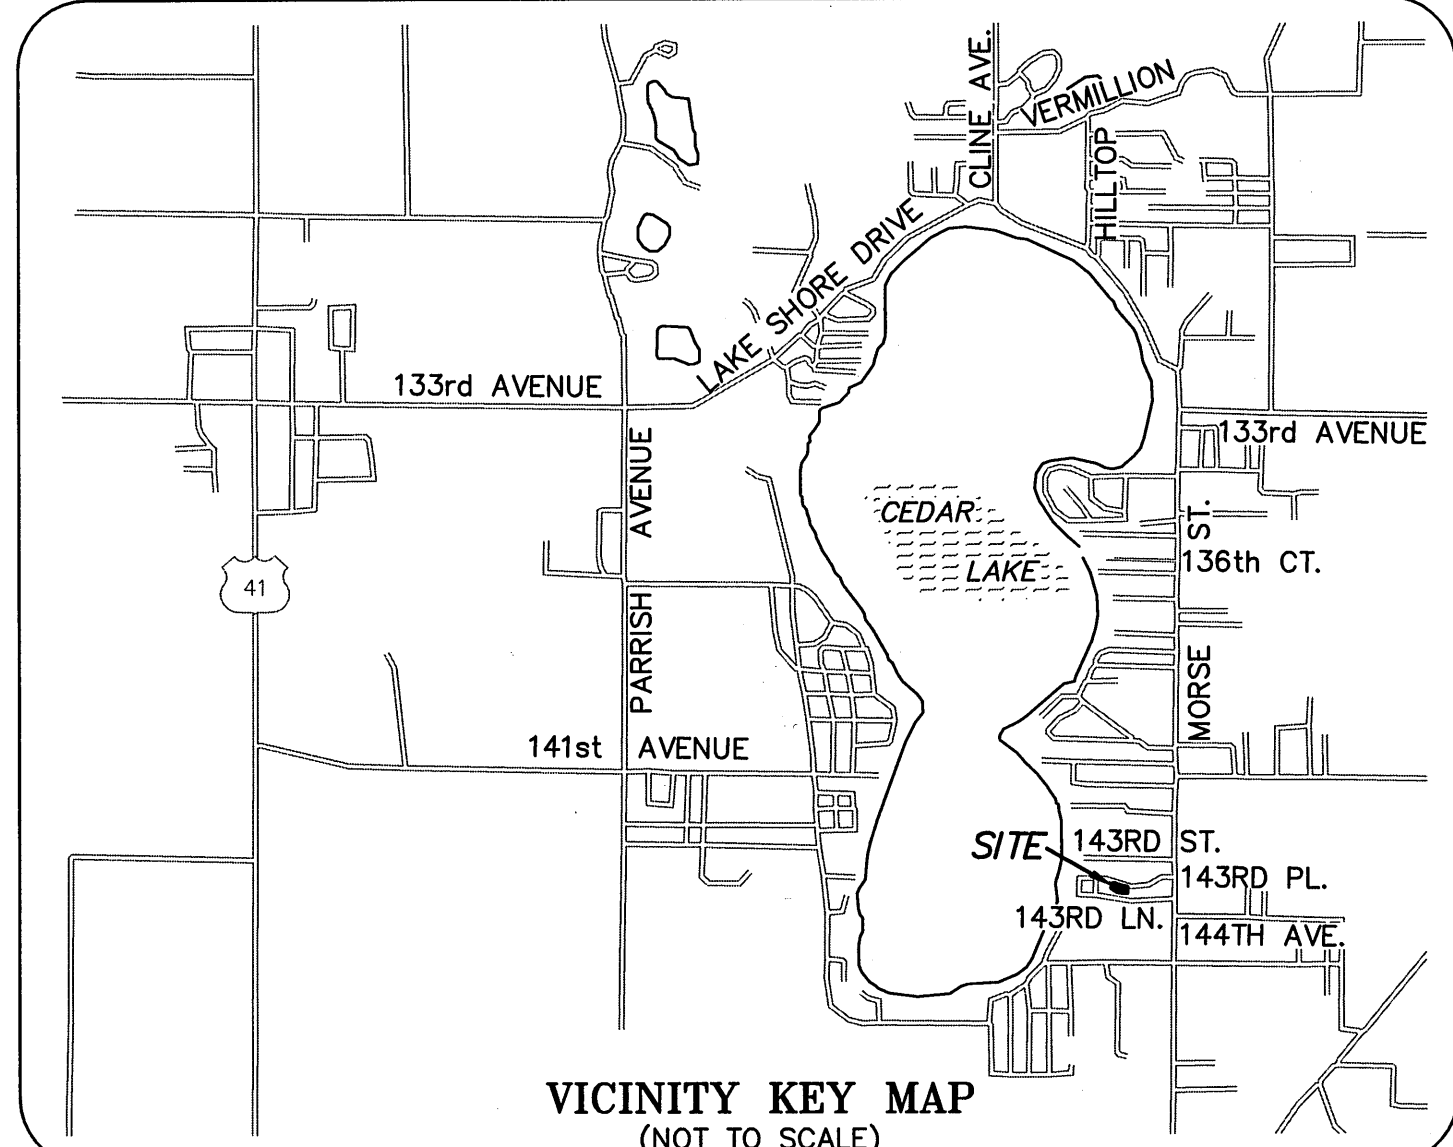 CLINE AVE.
VERMILLION
HILLTOP
LAKE SHORE DRIVE
133rd AVENUE
133rd AVENUE
PARRISH AVENUE
CEDAR
LAKE
MORSE ST.
136th CT.
41
141st AVENUE
SITE
143RD ST.
143RD PL.
143RD LN.
144TH AVE.
VICINITY KEY MAP
(NOT TO SCALE)